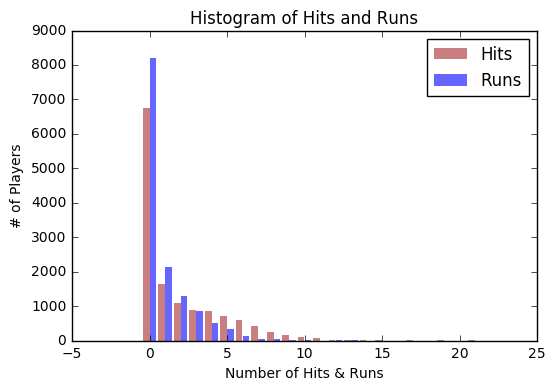 Histogram of Hits and Runs
9000
8000
7000
6000
5000
4000
3000
2000
1000
0
# of Players
Hits
Runs
−5 0 5 10 15 20 25
Number of Hits & Runs